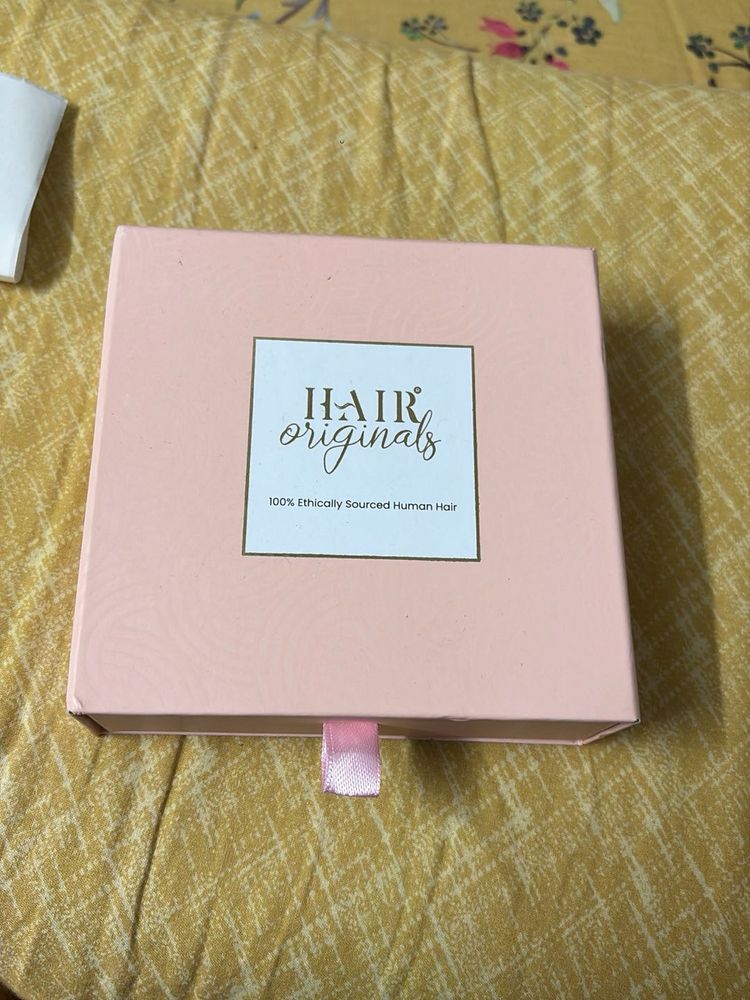 HAIR®
originals
100% Ethically Sourced Human Hair